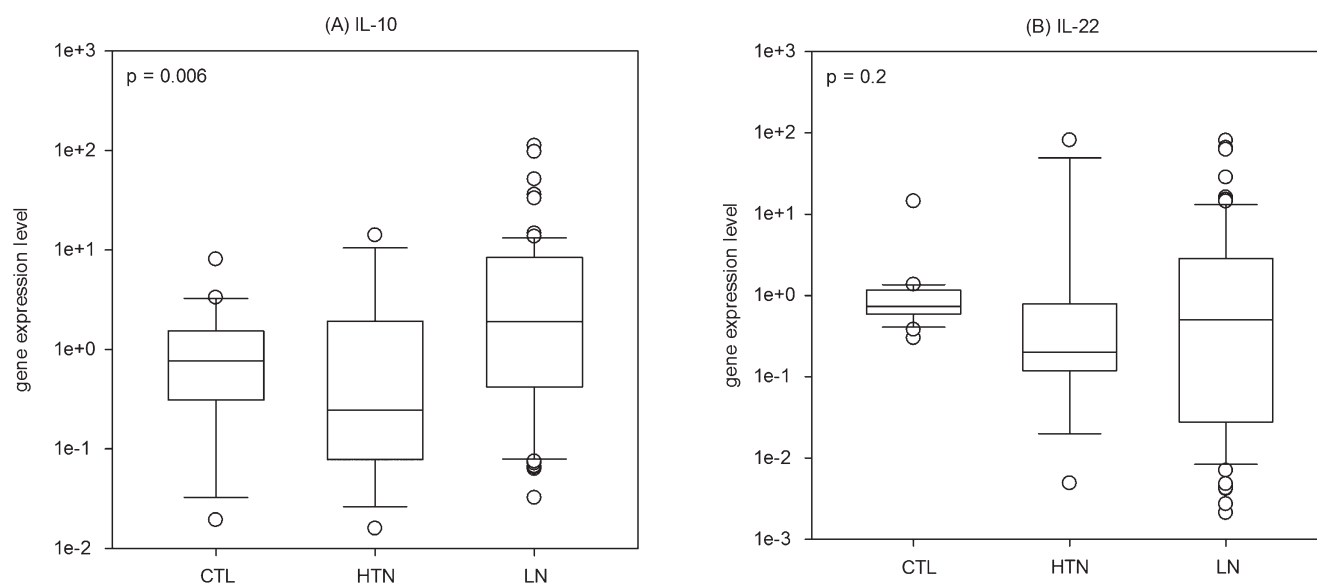 (A) IL-10
p = 0.006
gene expression level
1e+3
1e+2
1e+1
1e+0
1e-1
1e-2
CTL HTN LN
(B) IL-22
p = 0.2
gene expression level
1e+3
1e+2
1e+1
1e+0
1e-1
1e-2
1e-3
CTL HTN LN